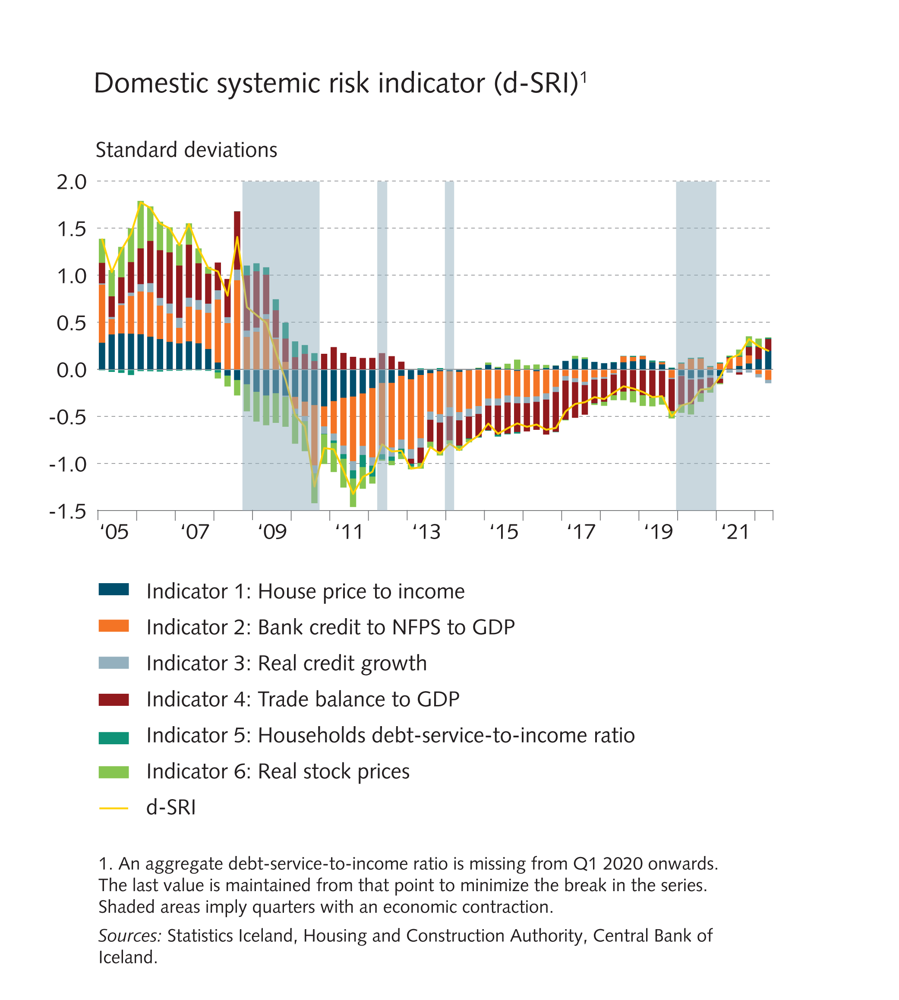 Domestic systemic risk indicator (d-SRI)¹
Standard deviations
2.0
1.5
1.0
0.5
0.0
-0.5
-1.0
-1.5
‘05 ‘07 ‘09 ‘11 ‘13 ‘15 ‘17 ‘19 ‘21
Indicator 1: House price to income
Indicator 2: Bank credit to NFPS to GDP
Indicator 3: Real credit growth
Indicator 4: Trade balance to GDP
Indicator 5: Households debt-service-to-income ratio
Indicator 6: Real stock prices
d-SRI
1. An aggregate debt-service-to-income ratio is missing from Q1 2020 onwards.
The last value is maintained from that point to minimize the break in the series.
Shaded areas imply quarters with an economic contraction.
Sources: Statistics Iceland, Housing and Construction Authority, Central Bank of
Iceland.